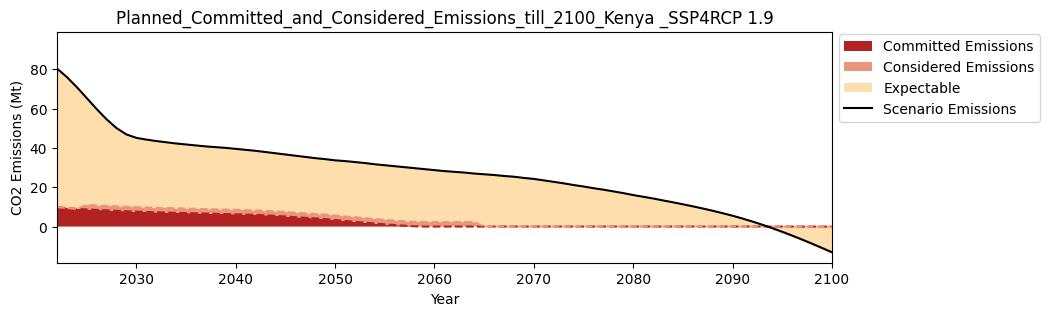 Planned_Committed_and_Considered_Emissions_till_2100_Kenya _SSP4RCP 1.9
Committed Emissions
Considered Emissions
Expectable
Scenario Emissions
CO2 Emissions (Mt)
80
60
40
20
0
2030 2040 2050 2060 2070 2080 2090 2100
Year